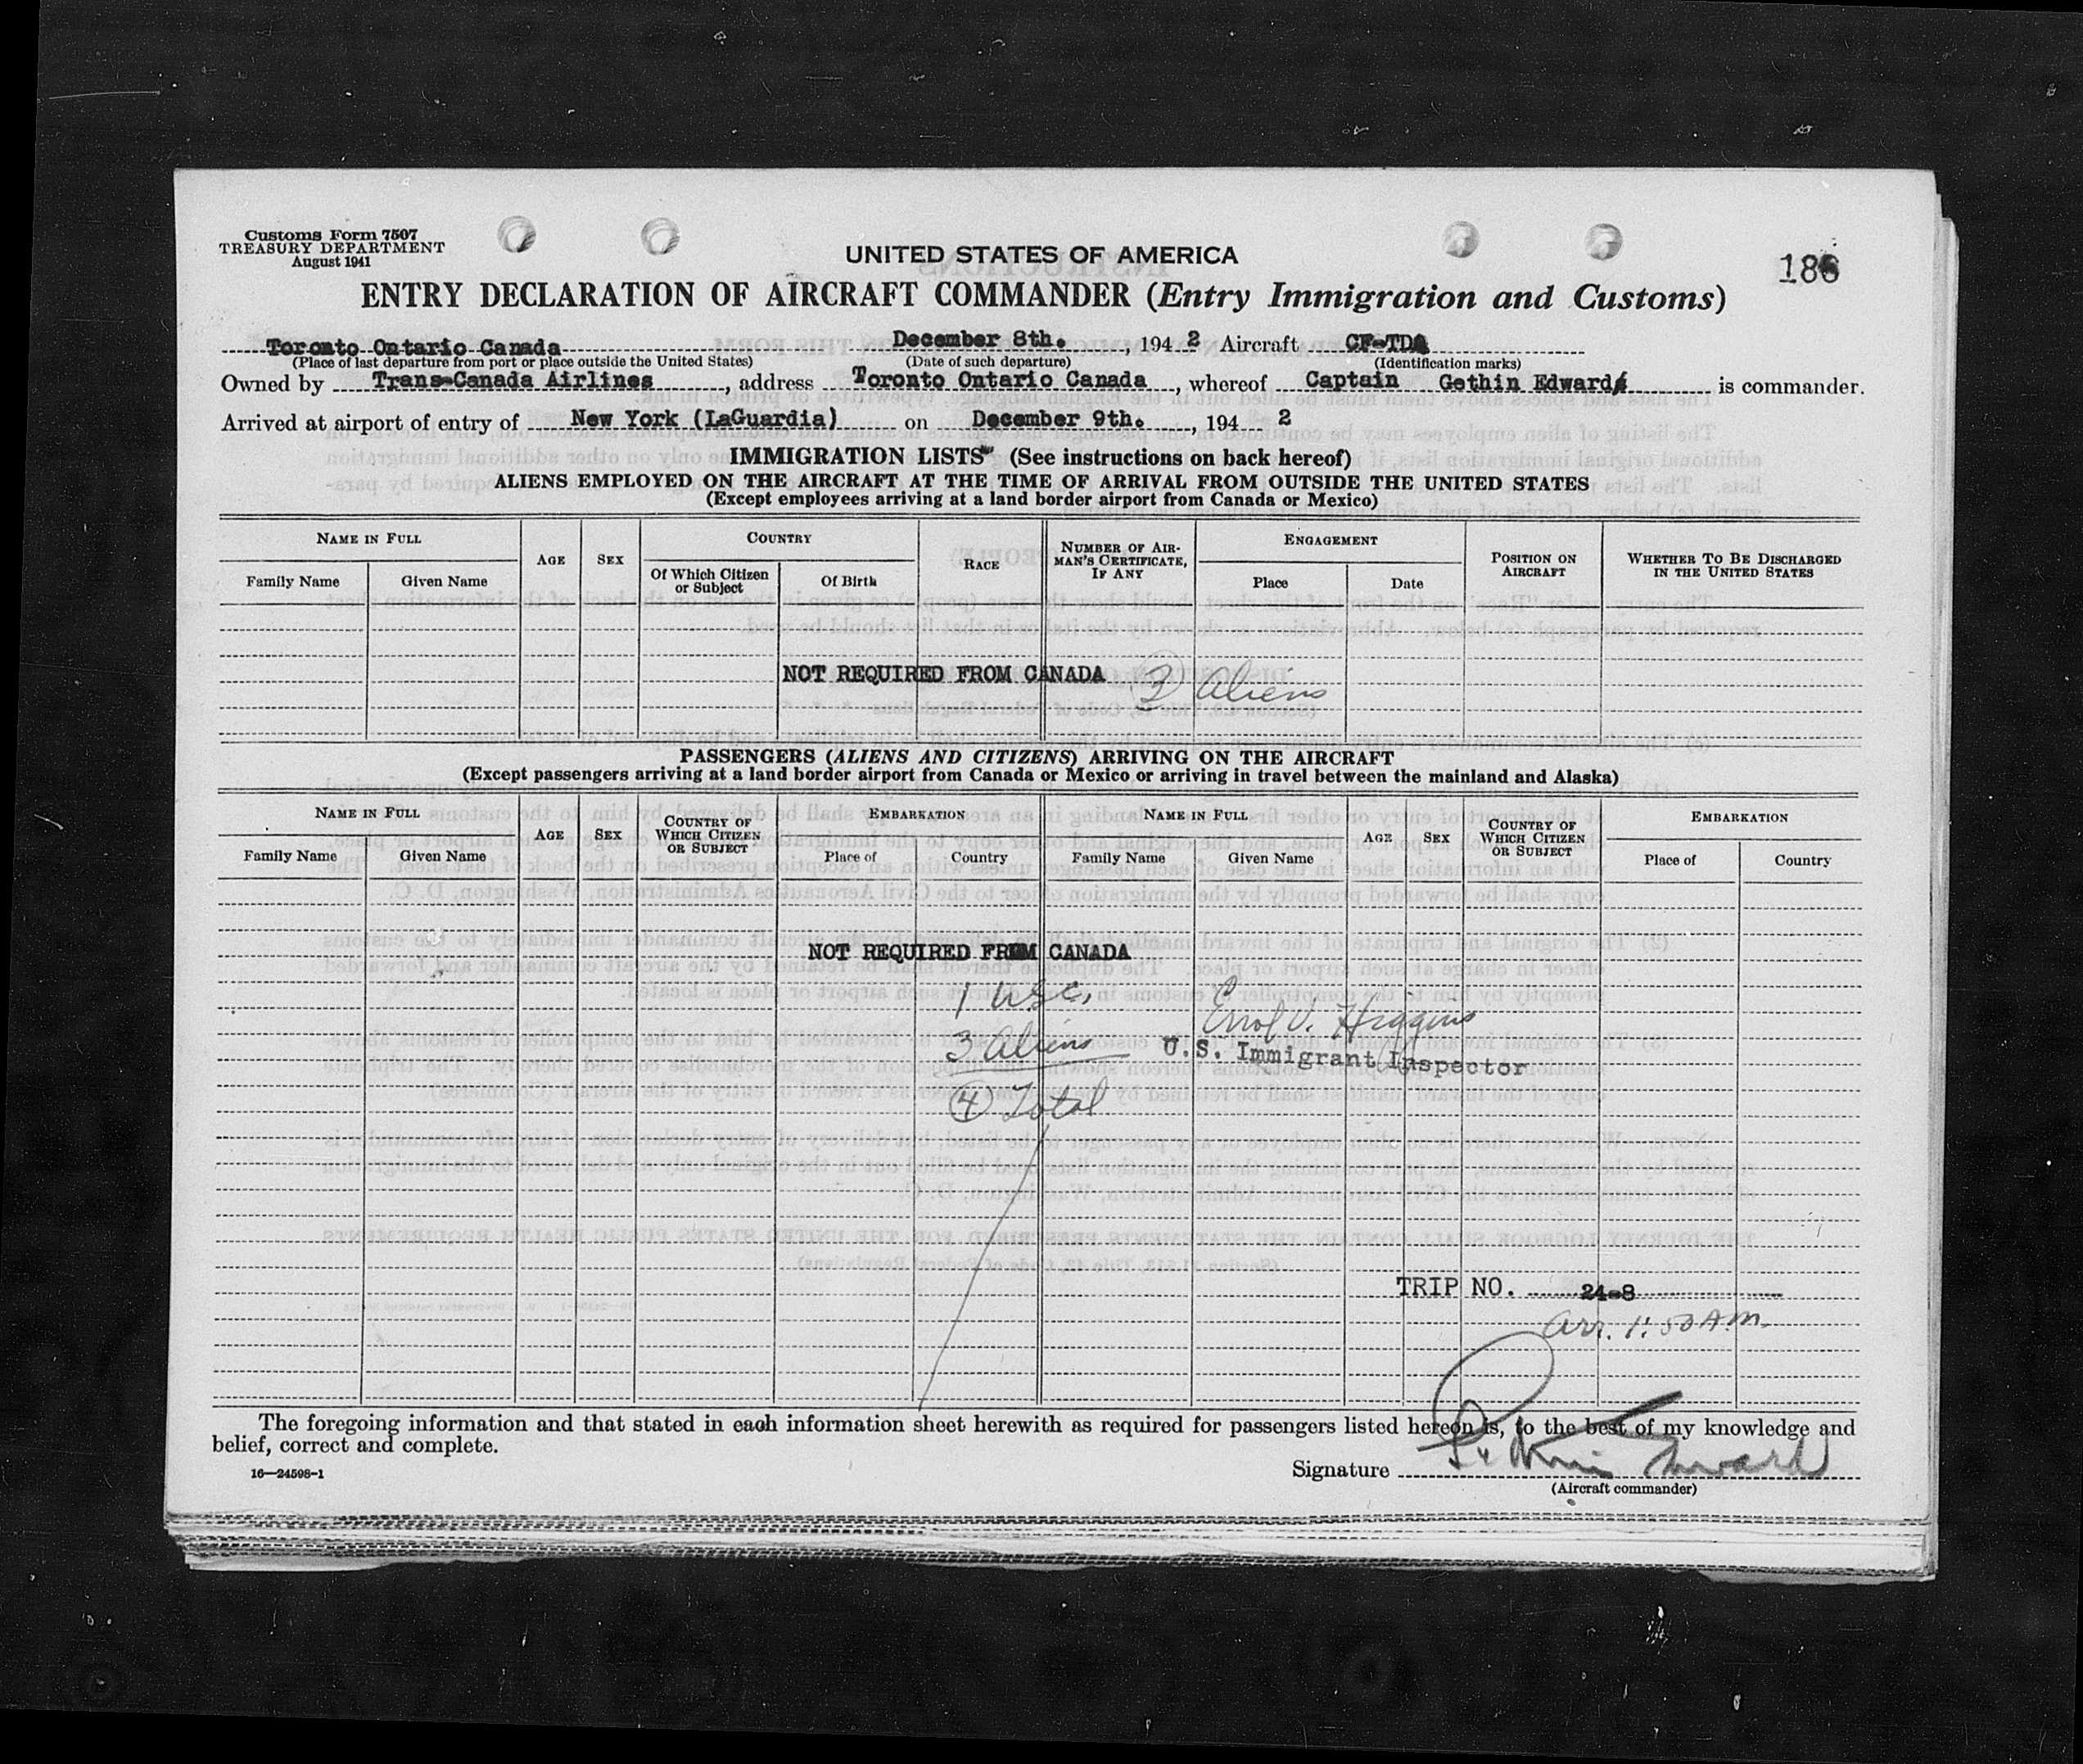 Customs Form 7507
TREASURY DEPARTMENT
August 1941
UNITED STATES OF AMERICA
186
ENTRY DECLARATION OF AIRCRAFT COMMANDER (Entry Immigration and Customs)
Toronto Ontario Canada December 8th. , 194 2 Aircraft CF-TDA
(Place of last departure from port or place outside the United States) (Date of such departure) (Identification marks)
Owned by Trans-Canada Airlines , address Toronto Ontario Canada , whereof Captain Gethin Edward is commander.
Arrived at airport of entry of New York (LaGuardia) on December 9th. , 194 2
IMMIGRATION LISTS (See instructions on back hereof)
ALIENS EMPLOYED ON THE AIRCRAFT AT THE TIME OF ARRIVAL FROM OUTSIDE THE UNITED STATES
(Except employees arriving at a land border airport from Canada or Mexico)
NAME IN FULL AGE SEX COUNTRY RACE NUMBER OF AIRMAN'S CERTIFICATE, IF ANY ENGAGEMENT POSITION ON AIRCRAFT WHETHER TO BE DISCHARGED IN THE UNITED STATES
Family Name Given Name Of Which Citizen or Subject Of Birth Place Date
NOT REQUIRED FROM CANADA 3 Aliens
PASSENGERS (ALIENS AND CITIZENS) ARRIVING ON THE AIRCRAFT
(Except passengers arriving at a land border airport from Canada or Mexico or arriving in travel between the mainland and Alaska)
NAME IN FULL AGE SEX COUNTRY OF WHICH CITIZEN OR SUBJECT EMBARKATION NAME IN FULL AGE SEX COUNTRY OF WHICH CITIZEN OR SUBJECT EMBARKATION
Family Name Given Name Place of Country Family Name Given Name Place of Country
NOT REQUIRED FROM CANADA
1 USC,
Errol V. Higgins
3 Aliens
U.S. Immigrant Inspector
4 Total
TRIP NO. 24-8
Arr. 1:50 A.M.
The foregoing information and that stated in each information sheet herewith as required for passengers listed hereon is, to the best of my knowledge and
belief, correct and complete.
16—24598-1
Signature Gethin Edward
(Aircraft commander)